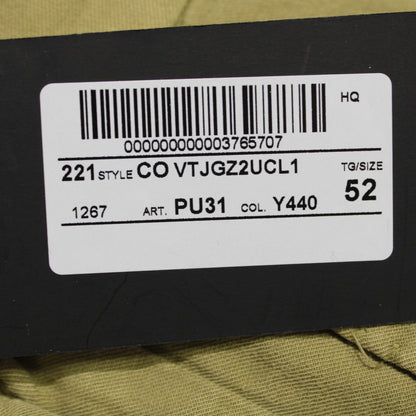 HQ
000000000003765707
221 STYLE CO VTJGZ2UCL1 TG/SIZE
1267 ART. PU31 COL. Y440 52